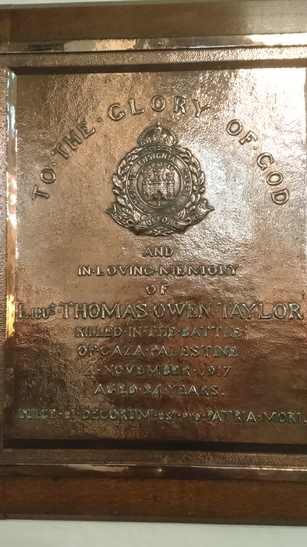 TO·THE·GLORY·OF·GOD
AND
IN·LOVING·MEMORY
OF
LIEUT THOMAS·OWEN·TAYLOR
KILLED·IN·THE·BATTLE
OF·GAZA·PALESTINE
NOVEMBER·1917
AGED·24·YEARS.
DULCE·et·DECORUM·est·pro·PATRIA·MORI